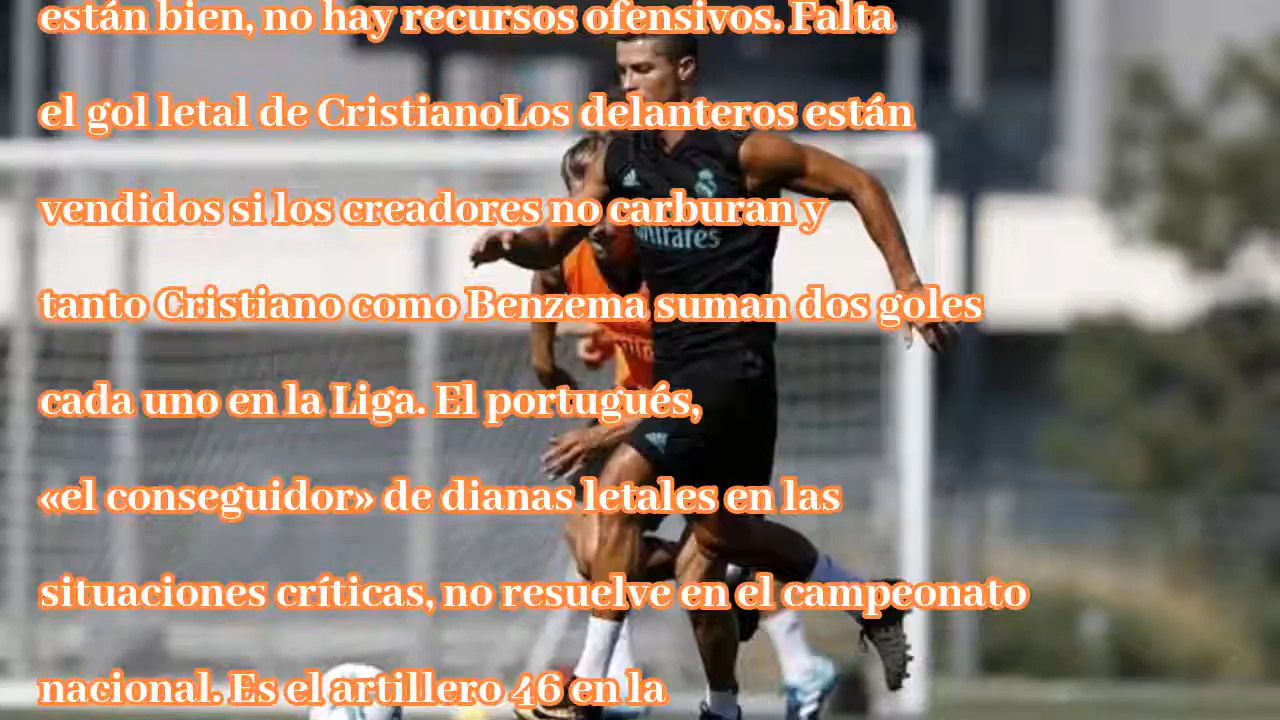 están bien, no hay recursos ofensivos. Falta
el gol letal de CristianoLos delanteros están
vendidos si los creadores no carburan y
tanto Cristiano como Benzema suman dos goles
cada uno en la Liga. El portugués,
«el conseguidor» de dianas letales en las
situaciones críticas, no resuelve en el campeonato
nacional. Es el artillero 46 en la